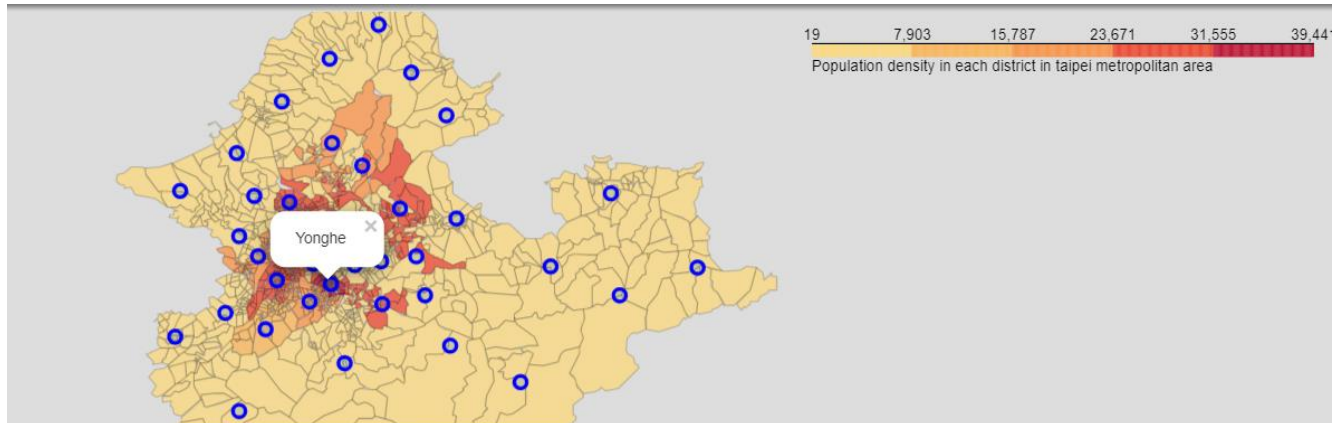 19 7,903 15,787 23,671 31,555 39,441
Population density in each district in taipei metropolitan area
Yonghe ×